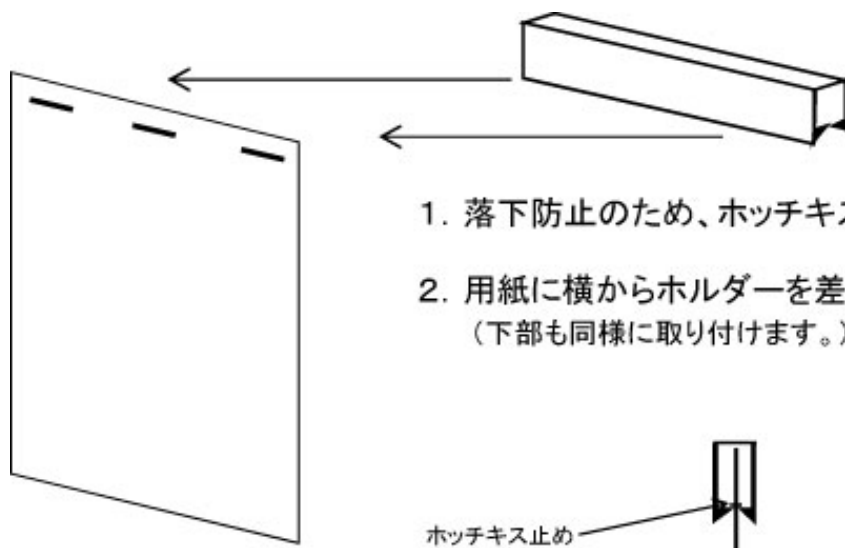 1．落下防止のため、ホッチキス
2．用紙に横からホルダーを差
（下部も同様に取り付けます。）
ホッチキス止め